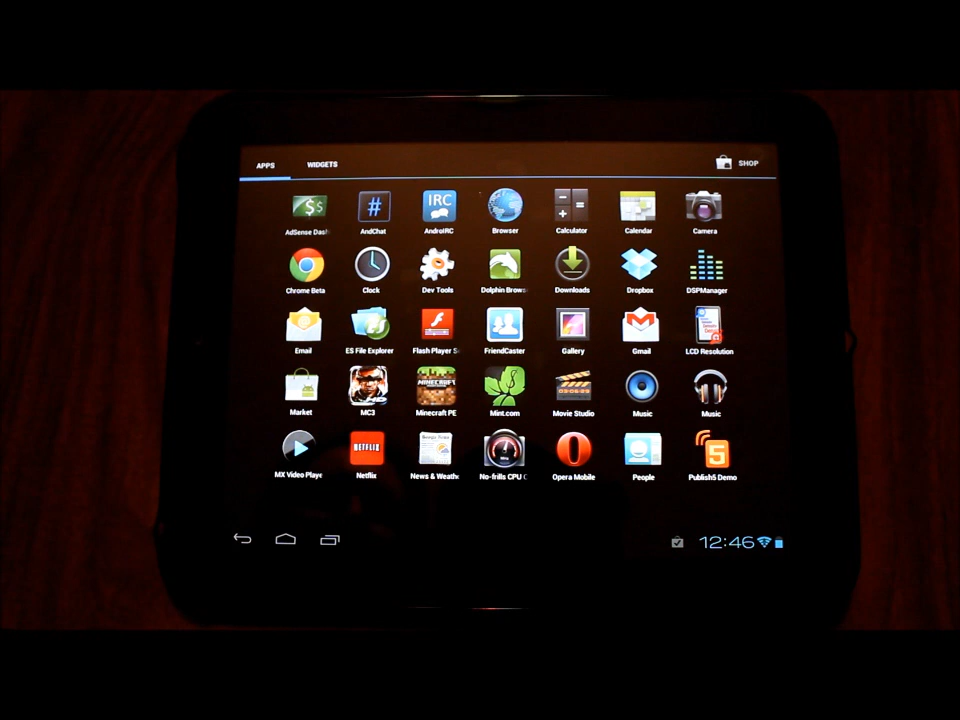 APPS WIDGETS SHOP
AdSense Dash AndChat AndroIRC Browser Calculator Calendar Camera
Chrome Beta Clock Dev Tools Dolphin Brows Downloads Dropbox DSPManager
Email ES File Explorer Flash Player Se FriendCaster Gallery Gmail LCD Resolution
Market MC3 Minecraft PE Mint.com Movie Studio Music Music
MX Video Playe Netflix News & Weathe No-frills CPU C Opera Mobile People Publish5 Demo
12:46